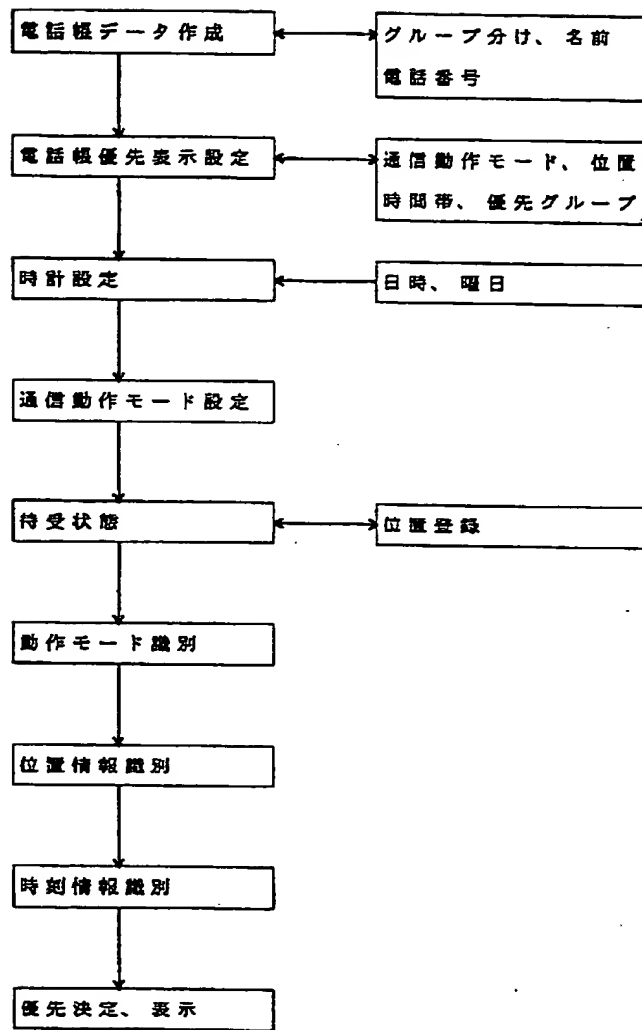 電話帳データ作成
グループ分け、名前
電話番号
電話帳優先表示設定
通信動作モード、位置
時間帯、優先グループ
時計設定
日時、曜日
通信動作モード設定
待受状態
位置登録
動作モード識別
位置情報識別
時刻情報識別
優先決定、表示